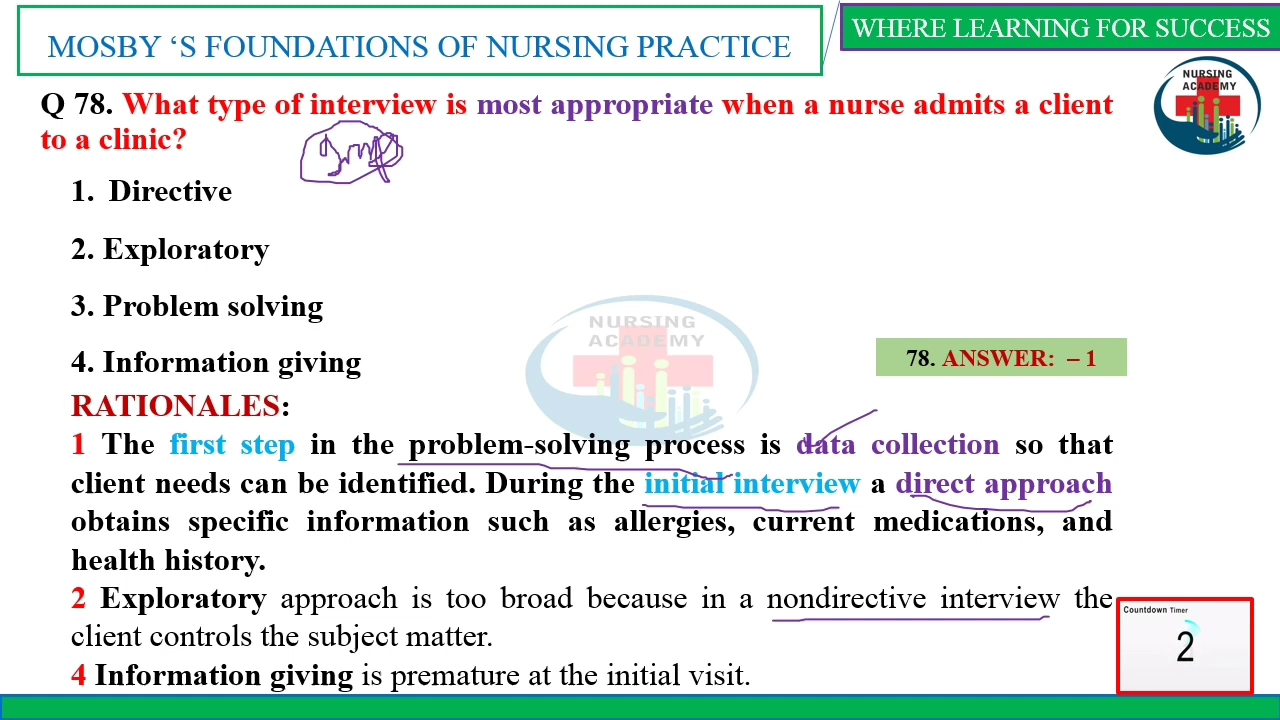 MOSBY ‘S FOUNDATIONS OF NURSING PRACTICE
WHERE LEARNING FOR SUCCESS
NURSING
ACADEMY
Q 78. What type of interview is most appropriate when a nurse admits a client
to a clinic?
1. Directive
2. Exploratory
3. Problem solving
4. Information giving
NURSING
ACADEMY
78. ANSWER: – 1
RATIONALES:
1 The first step in the problem-solving process is data collection so that
client needs can be identified. During the initial interview a direct approach
obtains specific information such as allergies, current medications, and
health history.
2 Exploratory approach is too broad because in a nondirective interview the
client controls the subject matter.
4 Information giving is premature at the initial visit.
Countdown Timer
2